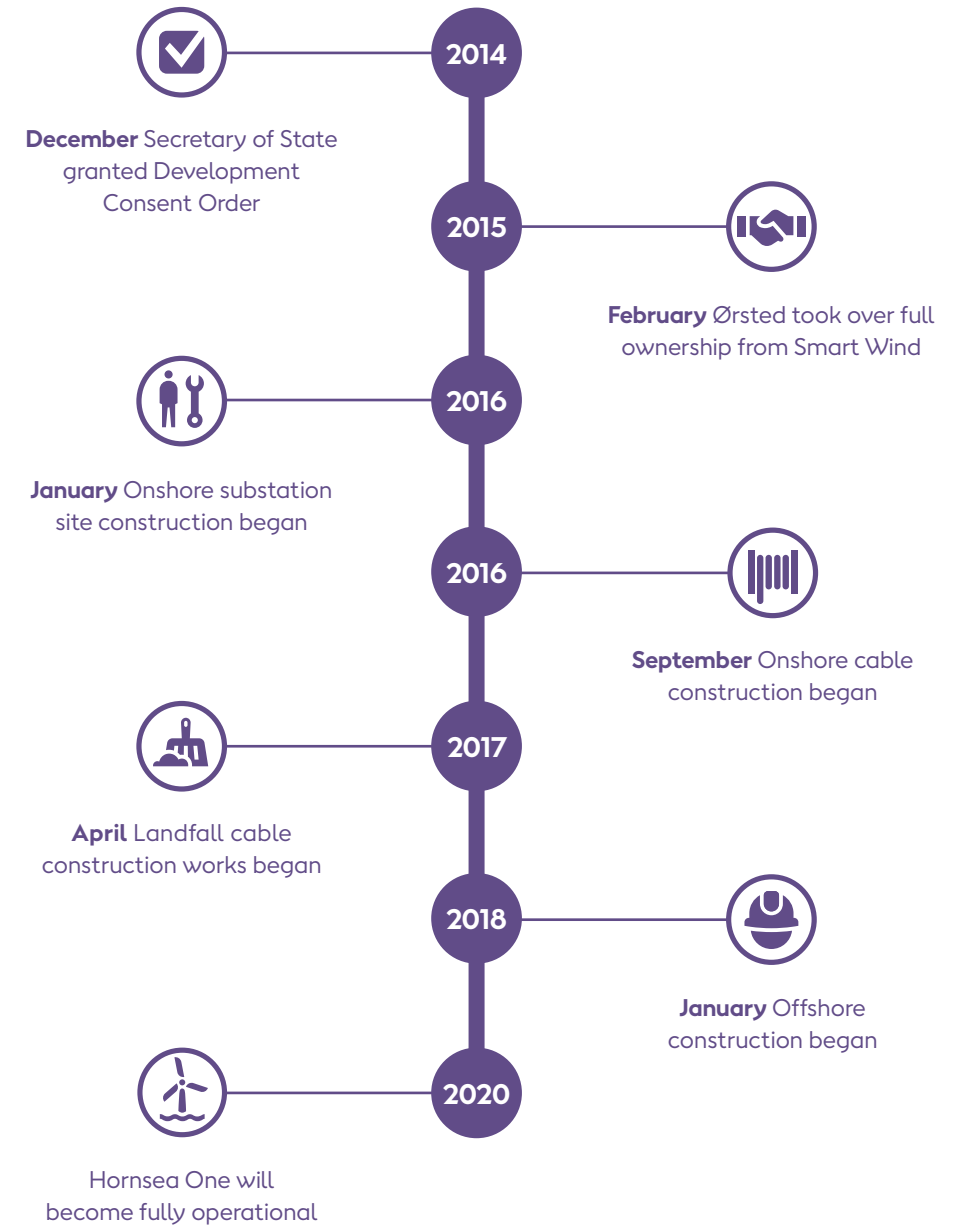 2014
December Secretary of State
granted Development
Consent Order
2015
February Ørsted took over full
ownership from Smart Wind
2016
January Onshore substation
site construction began
2016
September Onshore cable
construction began
2017
April Landfall cable
construction works began
2018
January Offshore
construction began
2020
Hornsea One will
become fully operational